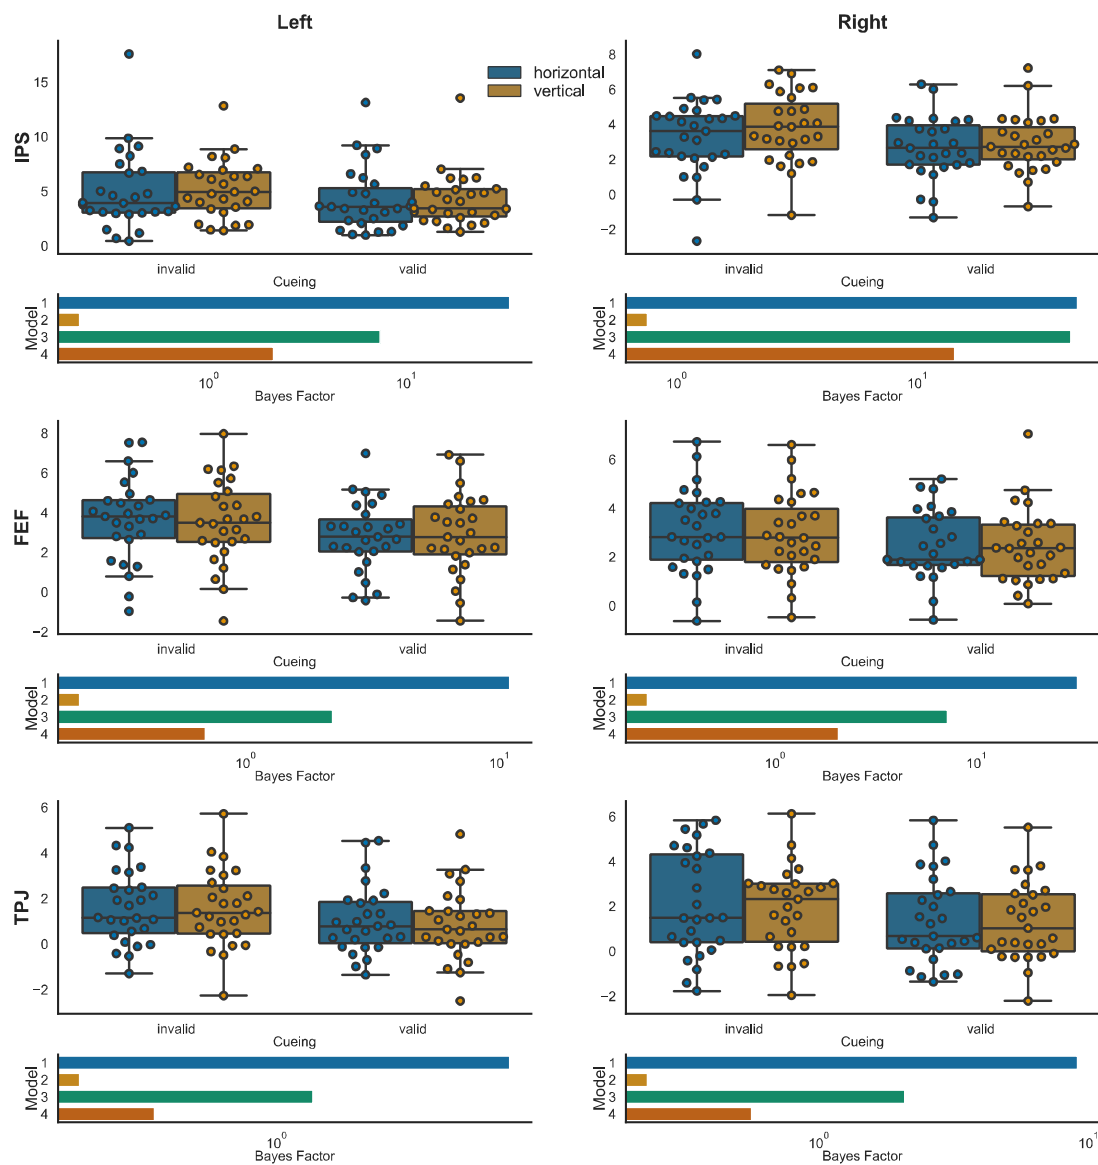 Left
Right
horizontal
vertical
IPS
15
10
5
0
invalid
valid
Cueing
8
6
4
2
0
−2
invalid
valid
Cueing
Model
1
2
3
4
10^0
10^1
Bayes Factor
Model
1
2
3
4
10^0
10^1
Bayes Factor
FEF
8
6
4
2
0
−2
invalid
valid
Cueing
6
4
2
0
invalid
valid
Cueing
Model
1
2
3
4
10^0
10^1
Bayes Factor
Model
1
2
3
4
10^0
10^1
Bayes Factor
TPJ
6
4
2
0
−2
invalid
valid
Cueing
6
4
2
0
−2
invalid
valid
Cueing
Model
1
2
3
4
10^0
Bayes Factor
Model
1
2
3
4
10^0
10^1
Bayes Factor